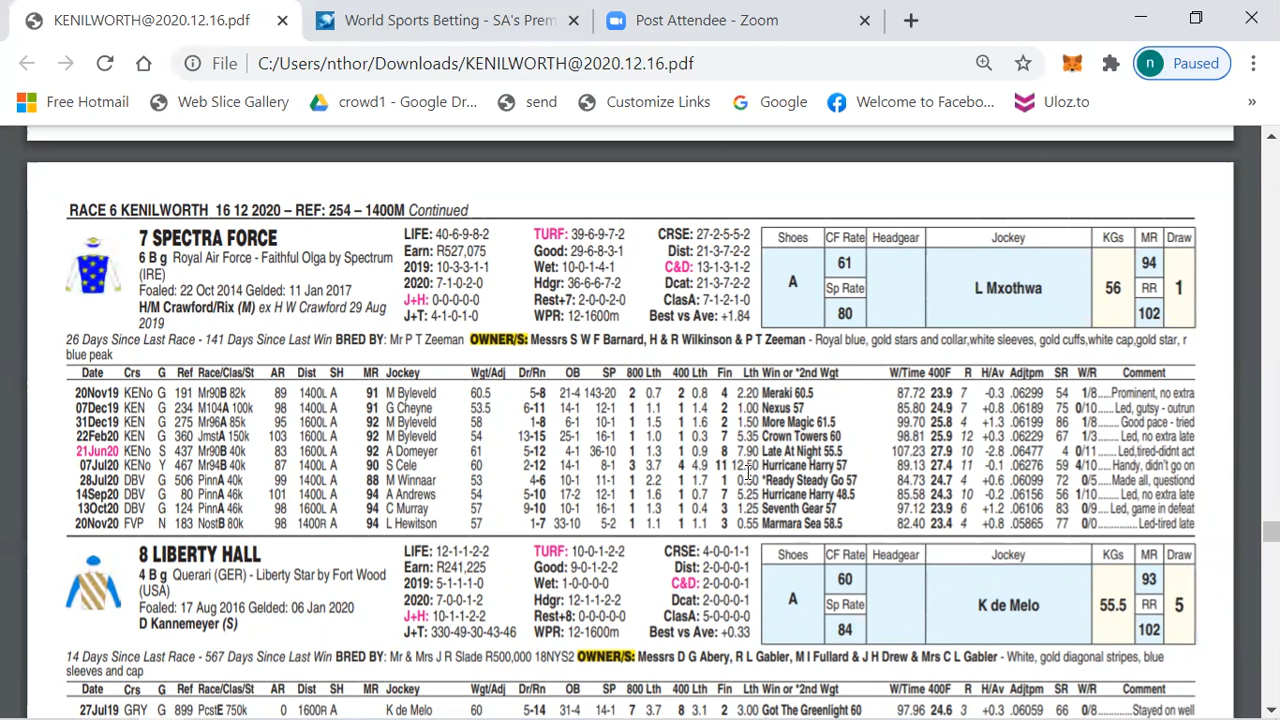 KENILWORTH@2020.12.16.pdf
World Sports Betting - SA's Prem
Post Attendee - Zoom
File C:/Users/nthor/Downloads/KENILWORTH@2020.12.16.pdf
n Paused
Free Hotmail Web Slice Gallery crowd1 - Google Dr... send Customize Links Google Welcome to Facebo... Uloz.to »
RACE 6 KENILWORTH 16 12 2020 – REF: 254 – 1400M Continued
7 SPECTRA FORCE
6 B g Royal Air Force - Faithful Olga by Spectrum
(IRE)
Foaled: 22 Oct 2014 Gelded: 11 Jan 2017
H/M Crawford/Rix (M) ex H W Crawford 29 Aug
2019
LIFE: 40-6-9-8-2 TURF: 39-6-9-7-2 CRSE: 27-2-5-5-2
Earn: R527,075 Good: 29-6-8-3-1 Dist: 21-3-7-2-2
2019: 10-3-3-1-1 Wet: 10-0-1-4-1 C&D: 13-1-3-1-2
2020: 7-1-0-2-0 Hdgr: 36-6-6-7-2 Dcat: 21-3-7-2-2
J+H: 0-0-0-0-0 Rest+7: 2-0-0-2-0 ClasA: 7-1-2-1-0
J+T: 4-1-0-1-0 WPR: 12-1600m Best vs Ave: +1.84
Shoes CF Rate Headgear Jockey KGs MR Draw
A 61 L Mxothwa 56 94 1
Sp Rate RR
80 102
26 Days Since Last Race - 141 Days Since Last Win BRED BY: Mr P T Zeeman OWNER/S: Messrs S W F Barnard, H & R Wilkinson & P T Zeeman - Royal blue, gold stars and collar,white sleeves, gold cuffs,white cap,gold star, r
blue peak
Date Crs G Ref Race/Clas/St AR Dist SH MR Jockey Wgt/Adj Dr/Rn OB SP 800 Lth 400 Lth Fin Lth Win or *2nd Wgt W/Time 400F R H/Av Adjtpm SR W/R Comment
20Nov19 KENo G 191 Mr90B 82k 89 1400L A 91 M Byleveld 60.5 5-8 21-4 143-20 2 0.7 2 0.8 4 2.20 Meraki 60.5 87.72 23.9 7 -0.3 .06299 54 1/8.....Prominent, no extra
07Dec19 KEN G 234 M104A 100k 98 1400L A 91 G Cheyne 53.5 6-11 14-1 12-1 1 1.1 1 1.4 2 1.00 Nexus 57 85.80 24.9 7 +0.8 .06189 75 0/10.....Led, gutsy - outrun
31Dec19 KEN G 275 Mr96A 85k 95 1400L A 92 M Byleveld 58 1-8 6-1 10-1 1 1.5 1 1.6 2 1.50 More Magic 61.5 99.70 25.8 4 +1.3 .06199 86 1/8........Good pace - tried
22Feb20 KEN G 360 JmstA 150k 103 1400L A 92 M Byleveld 54 13-15 25-1 16-1 1 1.0 1 0.3 7 5.35 Crown Towers 60 98.81 25.9 12 +0.3 .06229 67 1/3..........Led, no extra late
21Jun20 KENo S 437 Mr90B 83k 98 1400L A 92 A Domeyer 61 5-12 4-1 36-10 1 1.3 1 1.0 8 7.90 Late At Night 55.5 107.23 27.9 10 -0.2 .06477 4 0/11.....Led,tired-didnt act
07Jul20 KENo Y 467 Mr94B 40k 87 1400L A 90 S Cele 60 2-12 14-1 8-1 3 3.7 4 4.9 11 Hurricane Harry 57 89.13 27.4 11 -0.1 .06276 59 4/10.....Handy, didn't go on
28Jul20 DBV G 506 PinnA 40k 99 1400L A 88 M Winnaar 53 4-6 10-1 11-1 1 2.2 1 1.7 1 *Ready Steady Go 57 84.73 24.7 4 +0.6 .06099 72 0/5......Made all, questiond
14Sep20 DBV G 80 PinnA 46k 101 1400L A 94 A Andrews 54 5-10 17-2 12-1 1 1.6 1 0.7 7 5.25 Hurricane Harry 48.5 85.58 24.3 10 -0.2 .06156 56 1/10........Led, no extra late
13Oct20 DBV G 124 PinnA 46k 98 1400L A 94 C Murray 57 9-10 10-1 12-1 1 1.3 1 0.4 3 1.25 Seventh Gear 57 97.93 25.2 6 +1.2 .06106 83 0/9.......Led, game in defeat
20Nov20 FVP N 183 NostB 80k 98 1400R A 94 L Hewitson 57 1-7 33-10 5-2 1 1.1 1 1.1 3 0.55 Marmara Sea 58.5 82.40 23.4 4 +0.8 .05865 77 0/0..............Led-tired late
8 LIBERTY HALL
4 B g Querari (GER) - Liberty Star by Fort Wood
(USA)
Foaled: 17 Aug 2016 Gelded: 06 Jan 2020
D Kannemeyer (S)
LIFE: 12-1-1-2-2 TURF: 10-0-1-2-2 CRSE: 4-0-0-1-1
Earn: R241,225 Good: 9-0-1-2-2 Dist: 2-0-0-0-1
2019: 5-1-1-1-0 Wet: 1-0-0-0-0 C&D: 2-0-0-0-1
2020: 7-0-0-1-2 Hdgr: 12-1-1-2-2 Dcat: 2-0-0-0-1
J+H: 10-1-1-2-2 Rest+8: 0-0-0-0-0 ClasA: 5-0-0-0-0
J+T: 330-49-30-43-46 WPR: 12-1600m Best vs Ave: +0.33
Shoes CF Rate Headgear Jockey KGs MR Draw
A 60 K de Melo 55.5 93 5
Sp Rate RR
84 102
14 Days Since Last Race - 567 Days Since Last Win BRED BY: Mr & Mrs J R Slade R500,000 18NYS2 OWNER/S: Messrs D G Abery, R L Gabler, M I Fullard & J H Drew & Mrs C L Gabler - White, gold diagonal stripes, blue
sleeves and cap
Date Crs G Ref Race/Clas/St AR Dist SH MR Jockey Wgt/Adj Dr/Rn OB SP 800 Lth 400 Lth Fin Lth Win or *2nd Wgt W/Time 400F R H/Av Adjtpm SR W/R Comment
27Jul19 GRY G 899 PcstE 750k 0 1600R A K de Melo 60 5-14 31-4 14-1 7 3.7 8 3.1 2 3.00 Got The Greenlight 60 97.96 24.6 3 +0.3 .06059 66 0/8............Stayed on well